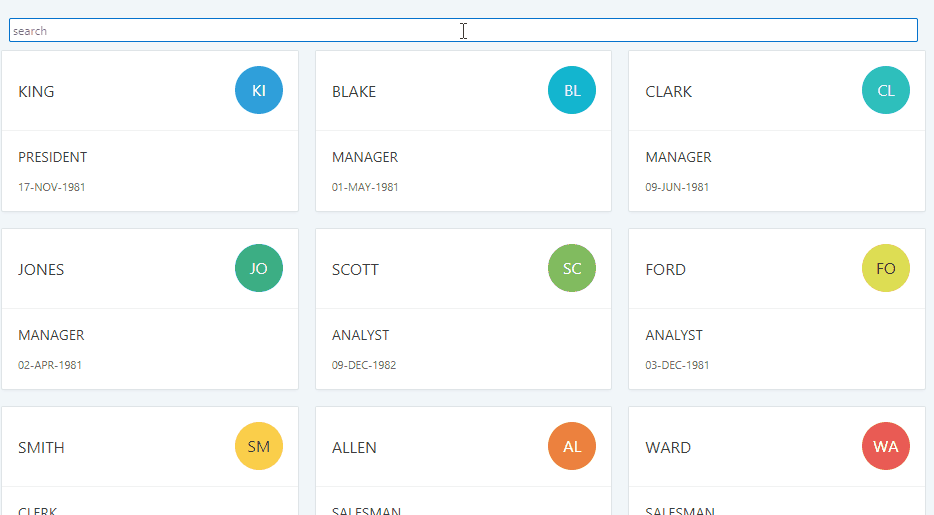 search
KING KI
PRESIDENT
17-NOV-1981
BLAKE BL
MANAGER
01-MAY-1981
CLARK CL
MANAGER
09-JUN-1981
JONES JO
MANAGER
02-APR-1981
SCOTT SC
ANALYST
09-DEC-1982
FORD FO
ANALYST
03-DEC-1981
SMITH SM
CLERK
ALLEN AL
SALESMAN
WARD WA
SALESMAN